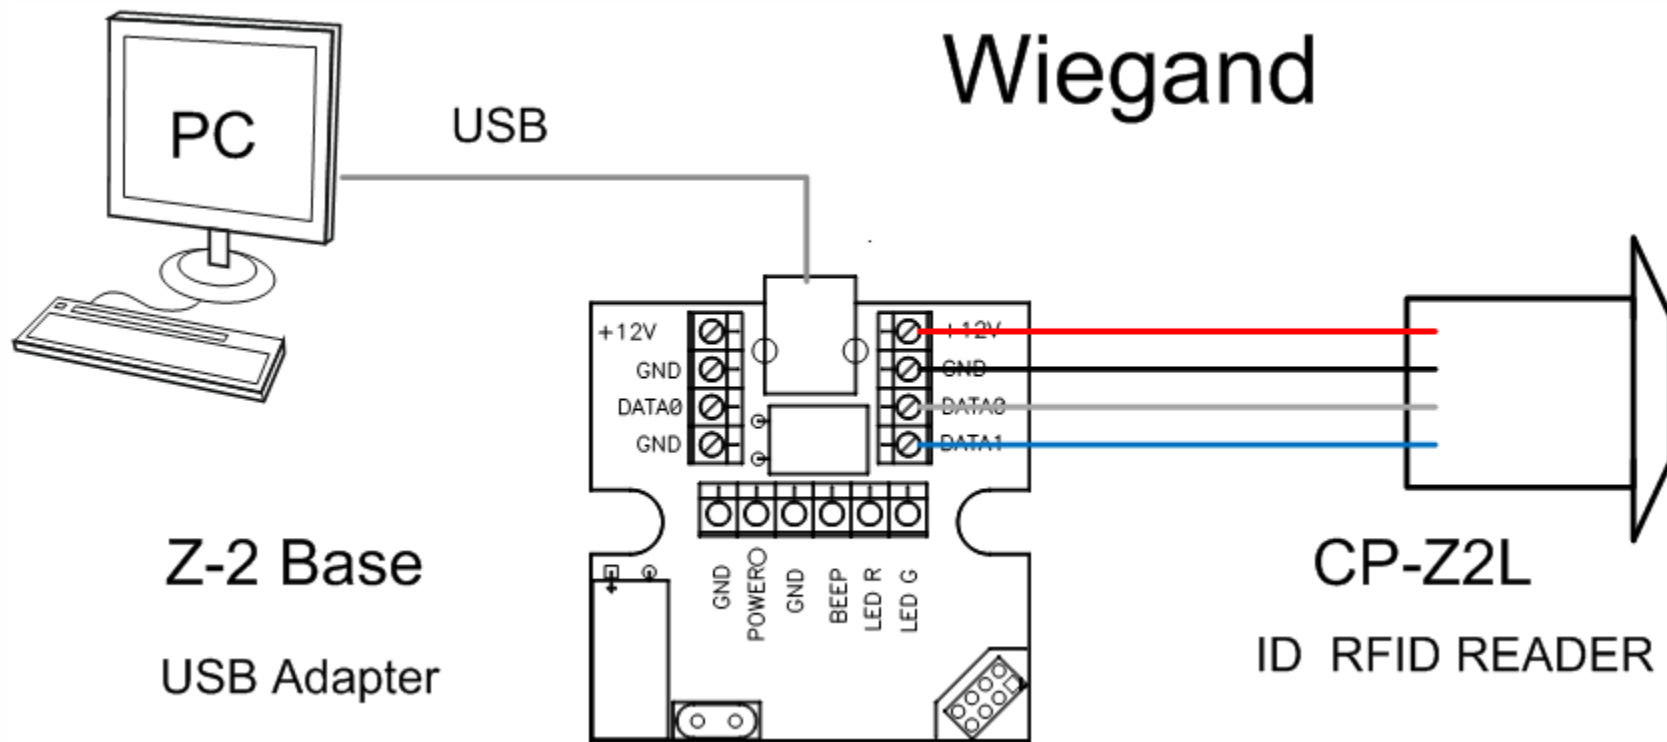 Wiegand
PC
USB
+12V
GND
DATA0
GND
+12V
GND
DATA0
DATA1
GND
POWER
GND
BEEP
LED R
LED G
Z-2 Base
USB Adapter
CP-Z2L
ID RFID READER